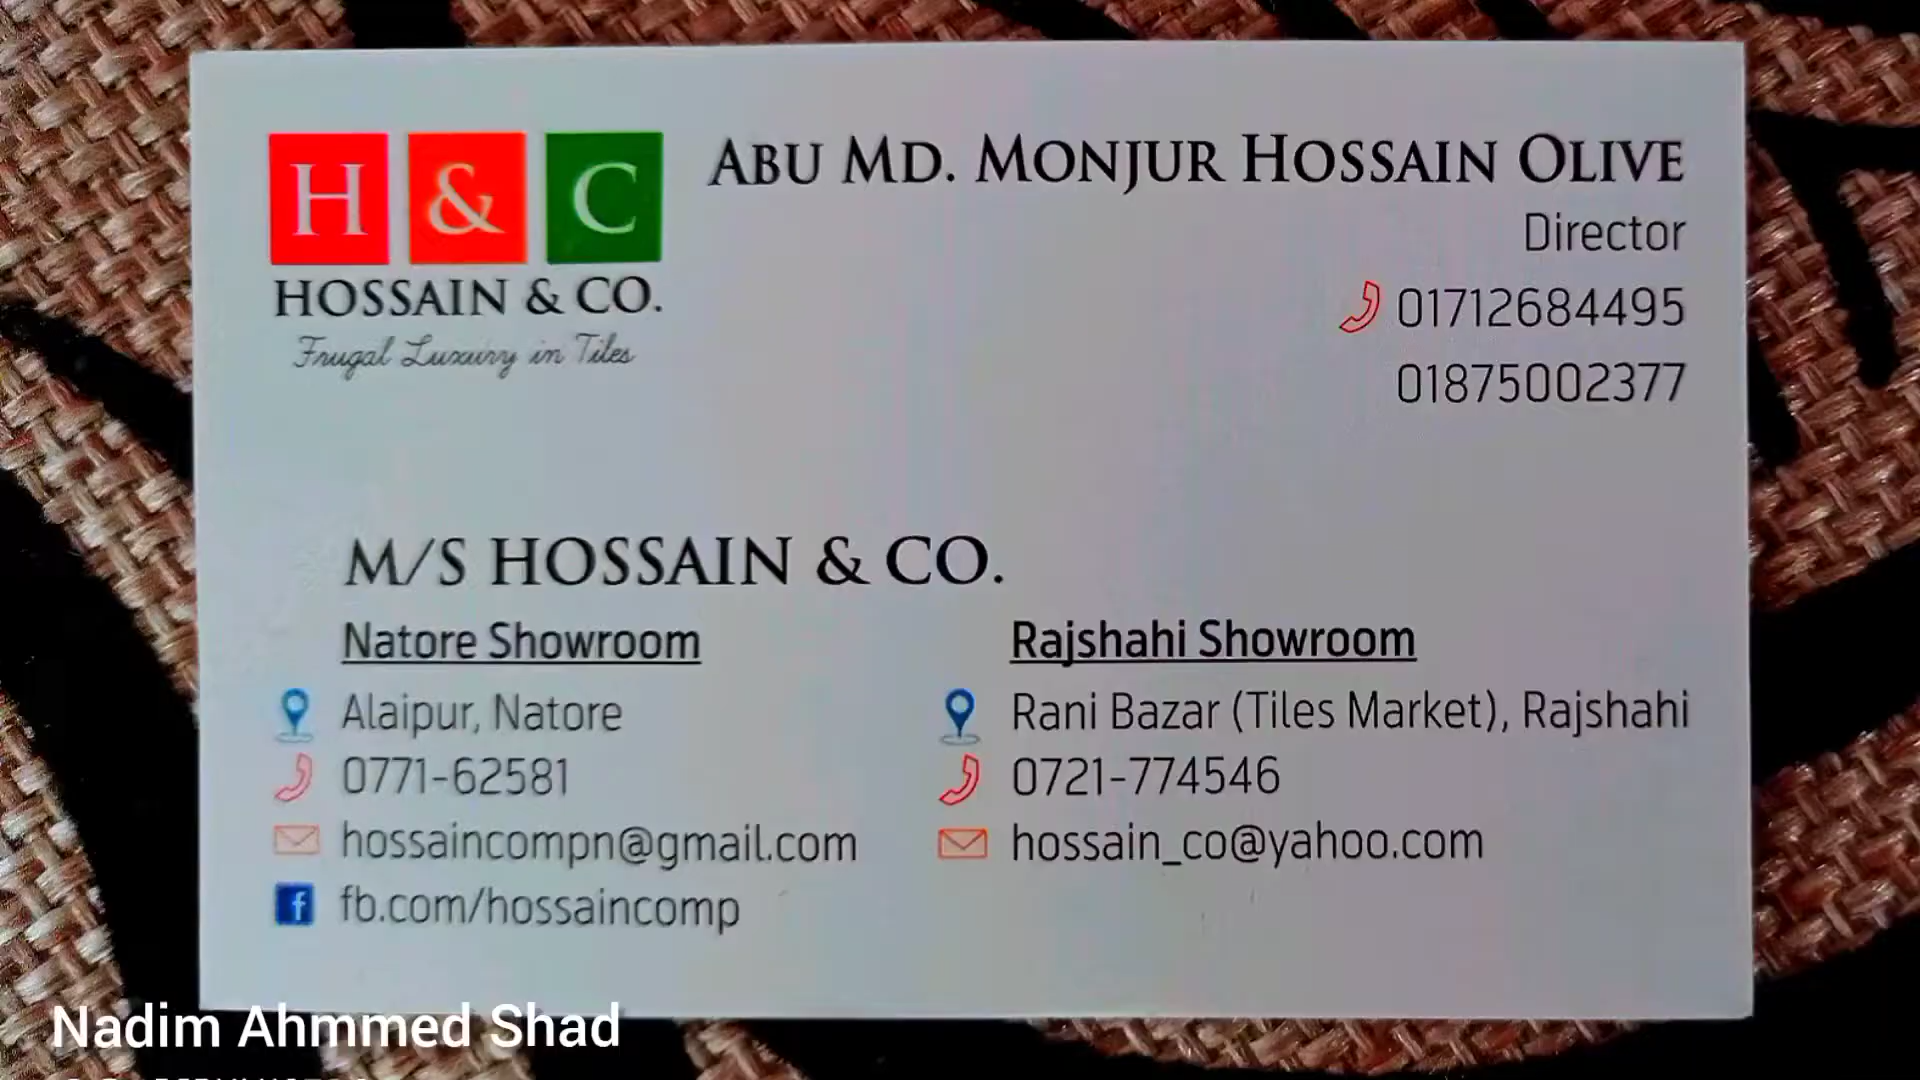 H & C
HOSSAIN & CO.
Frugal Luxury in Tiles
ABU MD. MONJUR HOSSAIN OLIVE
Director
01712684495
01875002377
M/S HOSSAIN & CO.
Natore Showroom
Alaipur, Natore
0771-62581
hossaincompn@gmail.com
fb.com/hossaincomp
Rajshahi Showroom
Rani Bazar (Tiles Market), Rajshahi
0721-774546
hossain_co@yahoo.com
Nadim Ahmmed Shad